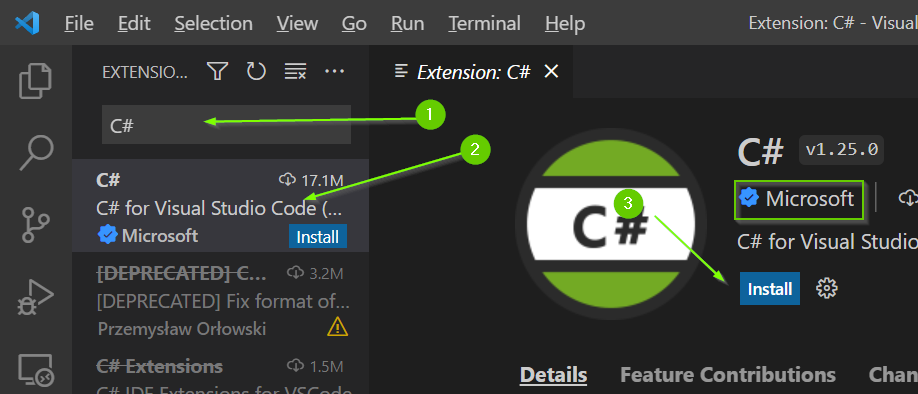 File Edit Selection View Go Run Terminal Help Extension: C# - Visual
EXTENSIO... ···
Extension: C#
C#
1
2
3
C# 17.1M
C# for Visual Studio Code (...
Microsoft Install
[DEPRECATED] C... 3.2M
[DEPRECATED] Fix format of...
Przemysław Orłowski
C# Extensions 1.5M
C# IDE Extensions for VSCode
C#
C# v1.25.0
Microsoft
C# for Visual Studio
Install
Details Feature Contributions Chan